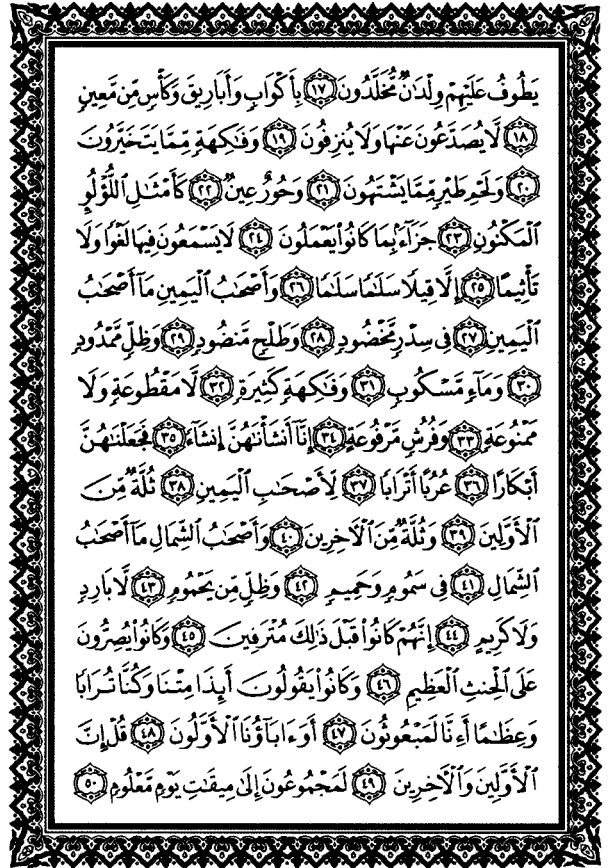 يَطُوفُ عَلَيْهِمْ وِلْدَٰنٌ مُّخَلَّدُونَ ﴿١٧﴾ بِأَكْوَابٍ وَأَبَارِيقَ وَكَأْسٍ مِّن مَّعِينٍ
﴿١٨﴾ لَّا يُصَدَّعُونَ عَنْهَا وَلَا يُنزِفُونَ ﴿١٩﴾ وَفَٰكِهَةٍ مِّمَّا يَتَخَيَّرُونَ
﴿٢٠﴾ وَلَحْمِ طَيْرٍ مِّمَّا يَشْتَهُونَ ﴿٢١﴾ وَحُورٌ عِينٌ ﴿٢٢﴾ كَأَمْثَٰلِ ٱللُّؤْلُوِٕ
ٱلْمَكْنُونِ ﴿٢٣﴾ جَزَآءًۢ بِمَا كَانُوا۟ يَعْمَلُونَ ﴿٢٤﴾ لَا يَسْمَعُونَ فِيهَا لَغْوًا وَلَا
تَأْثِيمًا ﴿٢٥﴾ إِلَّا قِيلًا سَلَٰمًا سَلَٰمًا ﴿٢٦﴾ وَأَصْحَٰبُ ٱلْيَمِينِ مَآ أَصْحَٰبُ
ٱلْيَمِينِ ﴿٢٧﴾ فِى سِدْرٍ مَّخْضُودٍ ﴿٢٨﴾ وَطَلْحٍ مَّنضُودٍ ﴿٢٩﴾ وَظِلٍّ مَّمْدُودٍ
﴿٣٠﴾ وَمَآءٍ مَّسْكُوبٍ ﴿٣١﴾ وَفَٰكِهَةٍ كَثِيرَةٍ ﴿٣٢﴾ لَّا مَقْطُوعَةٍ وَلَا
مَمْنُوعَةٍ ﴿٣٣﴾ وَفُرُشٍ مَّرْفُوعَةٍ ﴿٣٤﴾ إِنَّآ أَنشَأْنَٰهُنَّ إِنشَآءً ﴿٣٥﴾ فَجَعَلْنَٰهُنَّ
أَبْكَارًا ﴿٣٦﴾ عُرُبًا أَتْرَابًا ﴿٣٧﴾ لِّأَصْحَٰبِ ٱلْيَمِينِ ﴿٣٨﴾ ثُلَّةٌ مِّنَ
ٱلْأَوَّلِينَ ﴿٣٩﴾ وَثُلَّةٌ مِّنَ ٱلْءَاخِرِينَ ﴿٤٠﴾ وَأَصْحَٰبُ ٱلشِّمَالِ مَآ أَصْحَٰبُ
ٱلشِّمَالِ ﴿٤١﴾ فِى سَمُومٍ وَحَمِيمٍ ﴿٤٢﴾ وَظِلٍّ مِّن يَحْمُومٍ ﴿٤٣﴾ لَّا بَارِدٍ
وَلَا كَرِيمٍ ﴿٤٤﴾ إِنَّهُمْ كَانُوا۟ قَبْلَ ذَٰلِكَ مُتْرَفِينَ ﴿٤٥﴾ وَكَانُوا۟ يُصِرُّونَ
عَلَى ٱلْحِنثِ ٱلْعَظِيمِ ﴿٤٦﴾ وَكَانُوا۟ يَقُولُونَ أَئِذَا مِتْنَا وَكُنَّا تُرَابًا
وَعِظَٰمًا أَءِنَّا لَمَبْعُوثُونَ ﴿٤٧﴾ أَوَءَابَآؤُنَا ٱلْأَوَّلُونَ ﴿٤٨﴾ قُلْ إِنَّ
ٱلْأَوَّلِينَ وَٱلْءَاخِرِينَ ﴿٤٩﴾ لَمَجْمُوعُونَ إِلَىٰ مِيقَٰتِ يَوْمٍ مَّعْلُومٍ ﴿٥٠﴾